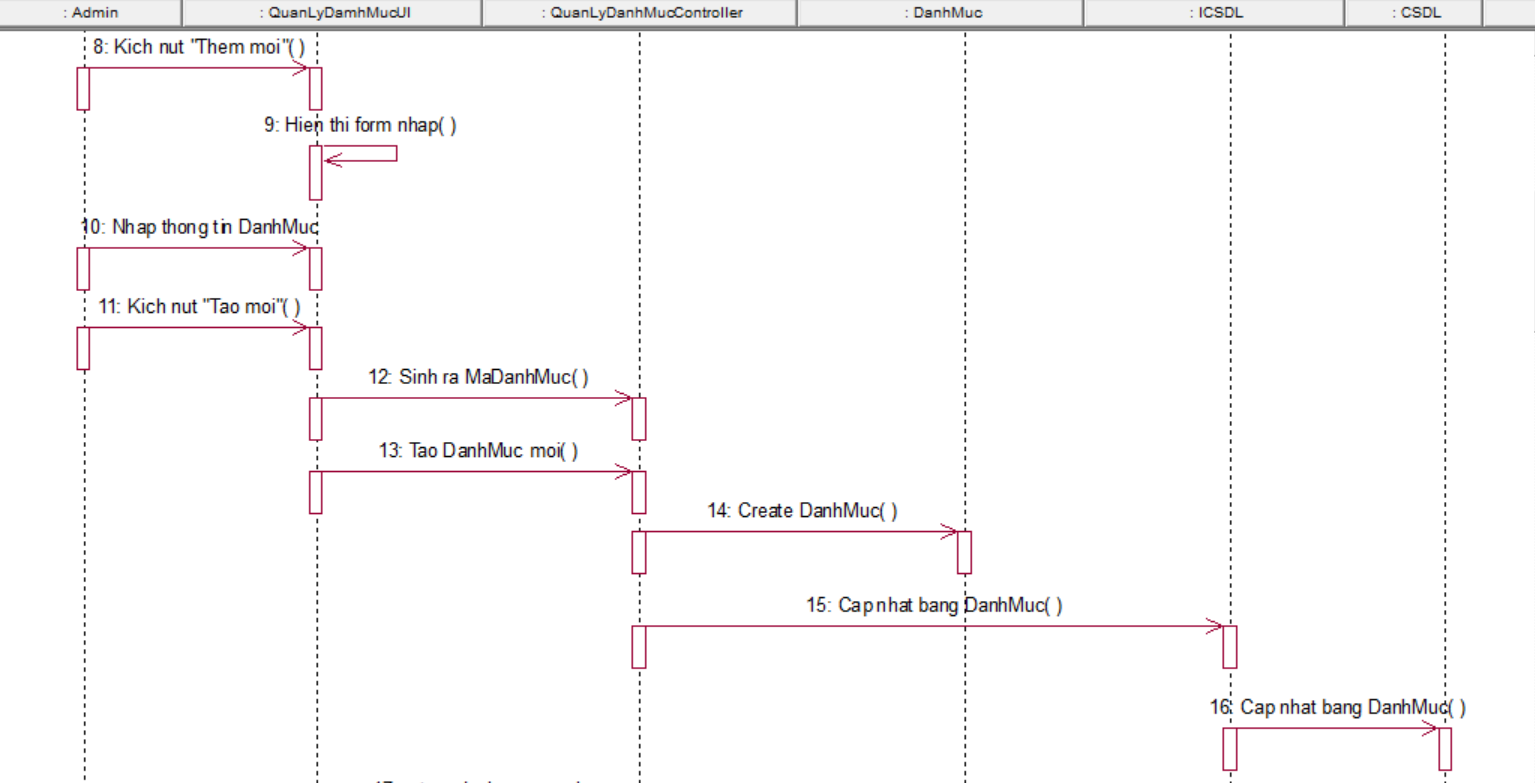 : Admin
: QuanLyDamhMucUI
: QuanLyDanhMucController
: DanhMuc
: ICSDL
: CSDL
8: Kich nut "Them moi"( )
9: Hien thi form nhap( )
10: Nhap thong tin DanhMuc
11: Kich nut "Tao moi"( )
12: Sinh ra MaDanhMuc( )
13: Tao DanhMuc moi( )
14: Create DanhMuc( )
15: Cap nhat bang DanhMuc( )
16: Cap nhat bang DanhMuc( )